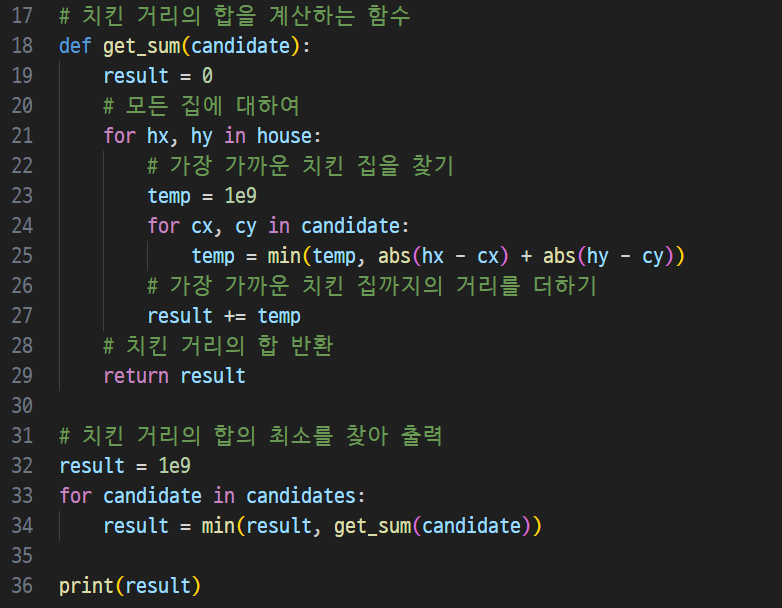 17 # 치킨 거리의 합을 계산하는 함수
18 def get_sum(candidate):
19     result = 0
20     # 모든 집에 대하여
21     for hx, hy in house:
22         # 가장 가까운 치킨 집을 찾기
23         temp = 1e9
24         for cx, cy in candidate:
25             temp = min(temp, abs(hx - cx) + abs(hy - cy))
26         # 가장 가까운 치킨 집까지의 거리를 더하기
27         result += temp
28     # 치킨 거리의 합 반환
29     return result
30
31 # 치킨 거리의 합의 최소를 찾아 출력
32 result = 1e9
33 for candidate in candidates:
34     result = min(result, get_sum(candidate))
35
36 print(result)